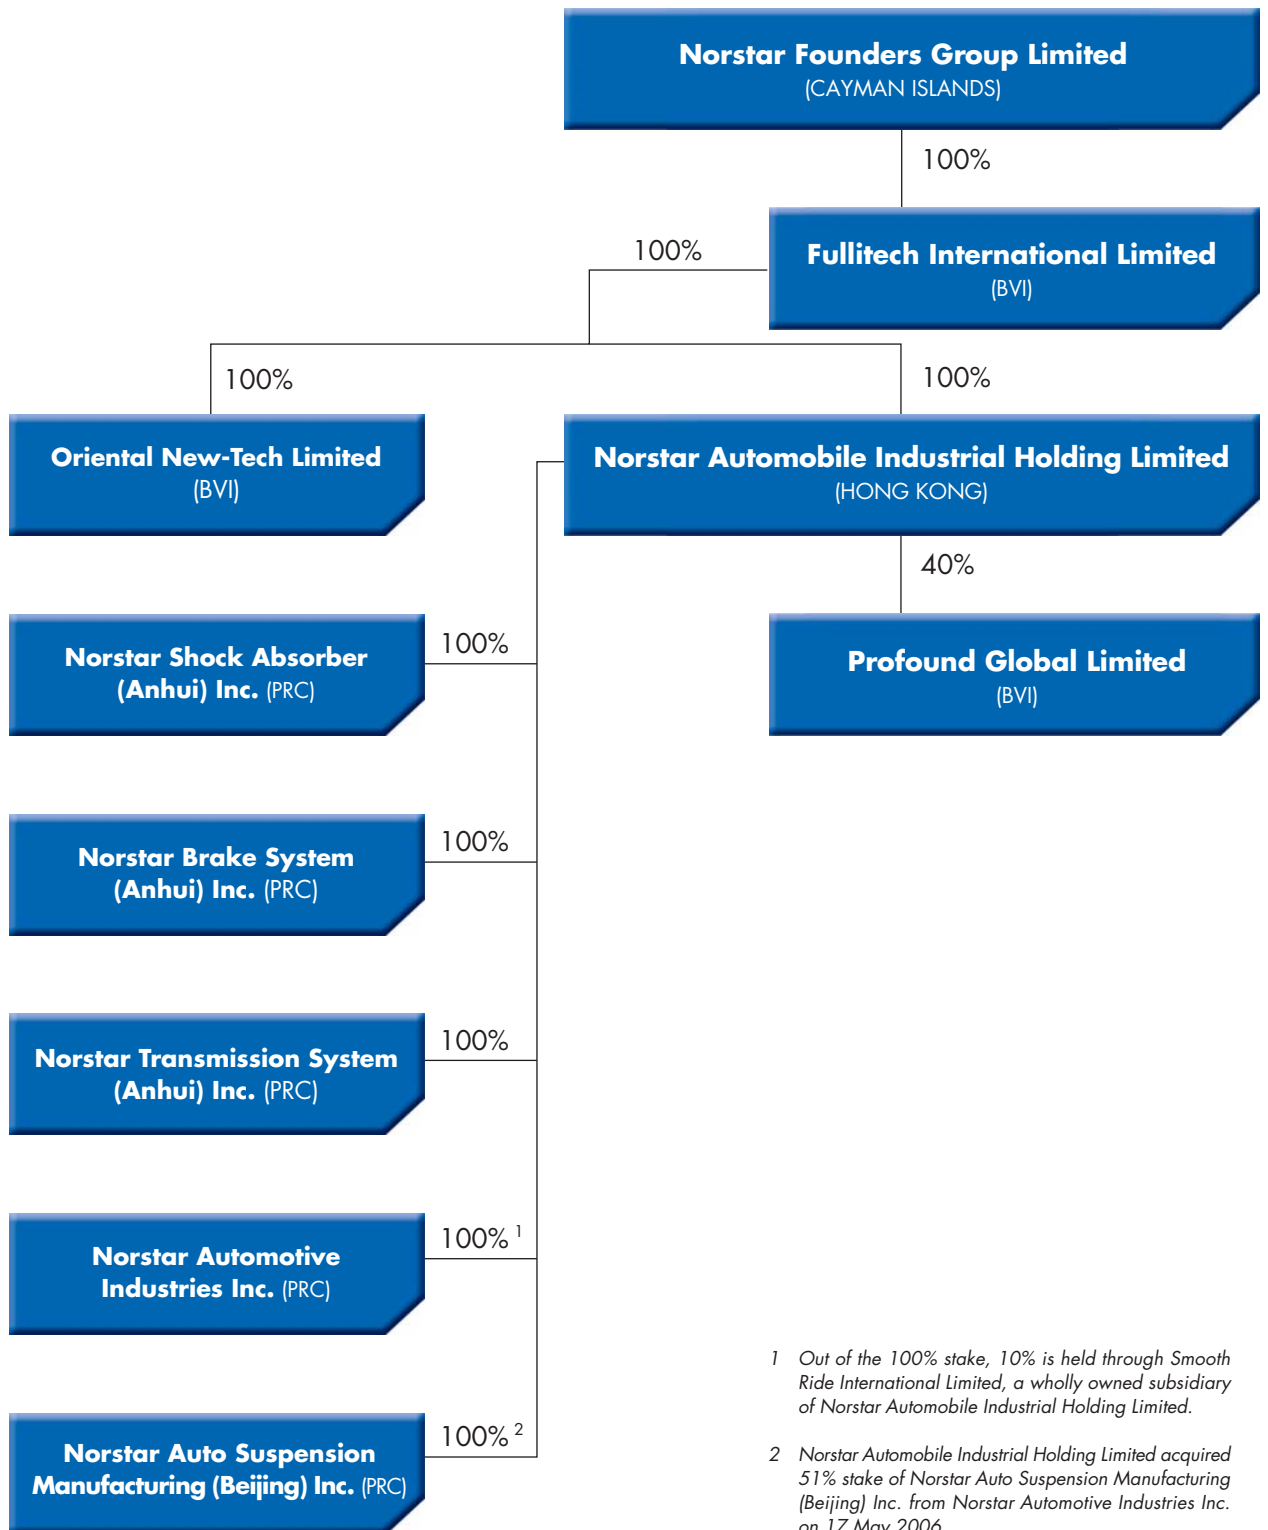 Norstar Founders Group Limited
(CAYMAN ISLANDS)
100%
Fullitech International Limited
(BVI)
100%
100%
100%
Oriental New-Tech Limited
(BVI)
Norstar Automobile Industrial Holding Limited
(HONG KONG)
40%
Profound Global Limited
(BVI)
Norstar Shock Absorber
(Anhui) Inc. (PRC)
100%
Norstar Brake System
(Anhui) Inc. (PRC)
100%
Norstar Transmission System
(Anhui) Inc. (PRC)
100%
Norstar Automotive
Industries Inc. (PRC)
100% 1
Norstar Auto Suspension
Manufacturing (Beijing) Inc. (PRC)
100% 2
1 Out of the 100% stake, 10% is held through Smooth
Ride International Limited, a wholly owned subsidiary
of Norstar Automobile Industrial Holding Limited.
2 Norstar Automobile Industrial Holding Limited acquired
51% stake of Norstar Auto Suspension Manufacturing
(Beijing) Inc. from Norstar Automotive Industries Inc.
on 17 May 2006